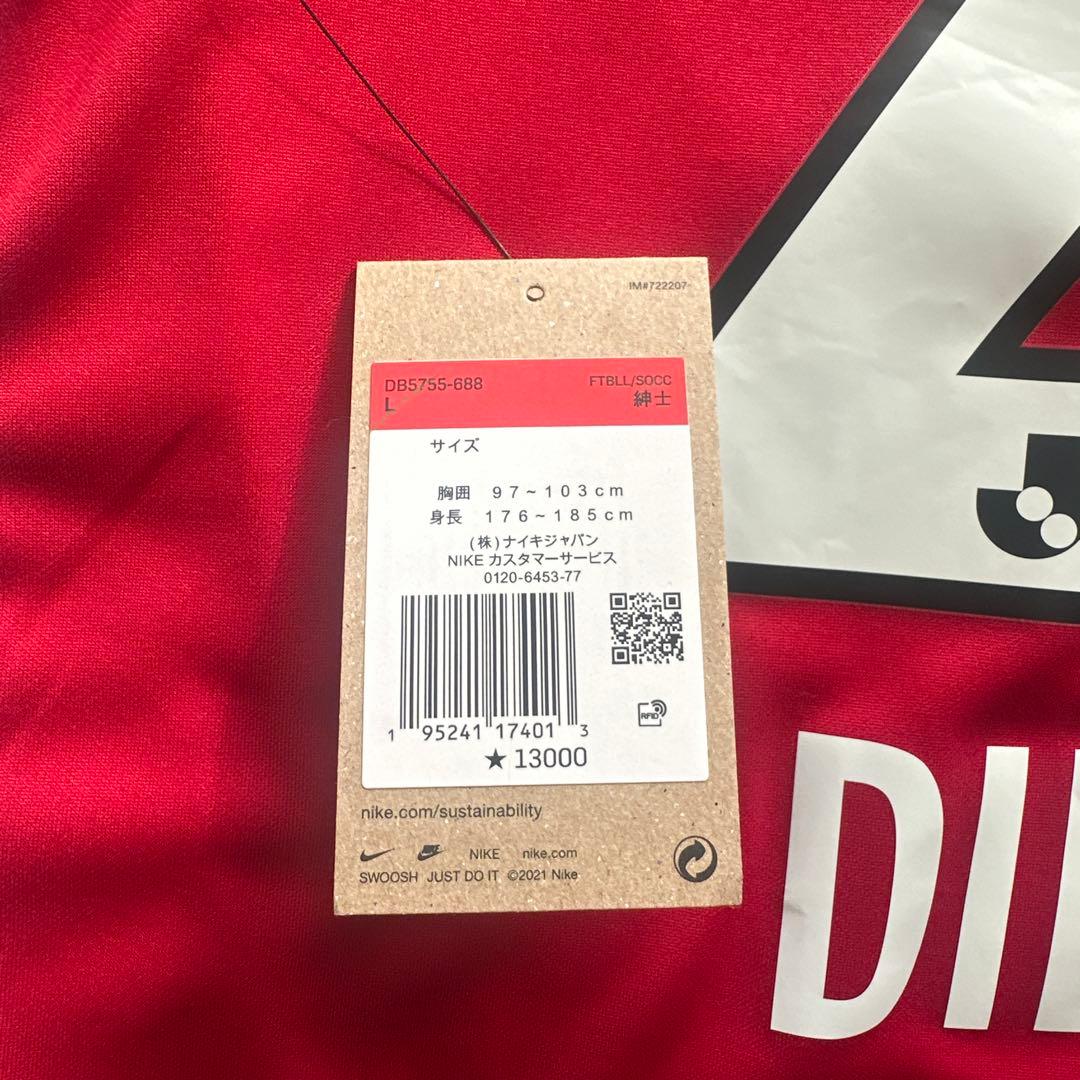 IM#722207
DB5755-688
FTBLL/SOCC
L
紳士
サイズ
胸囲 97~103cm
身長 176~185cm
(株)ナイキジャパン
NIKE カスタマーサービス
0120-6453-77
RFID
1 95241 17401 3
★13000
nike.com/sustainability
NIKE nike.com
SWOOSH JUST DO IT ©2021 Nike
DI